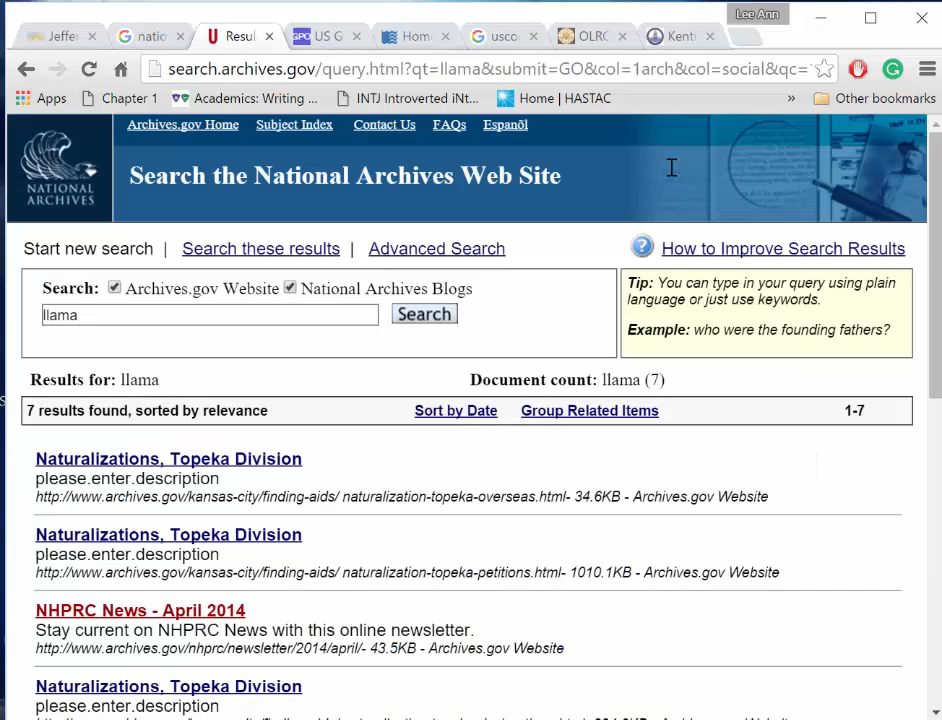 Lee Ann
Jeffer
natio
Resul
GPO US G
Home
usco
OLRC
Kent
search.archives.gov/query.html?qt=llama&submit=GO&col=1arch&col=social&qc=
Apps Chapter 1 Academics: Writing ... INTJ Introverted iNt... Home | HASTAC » Other bookmarks
Archives.gov Home Subject Index Contact Us FAQs Espanõl
NATIONAL
ARCHIVES
Search the National Archives Web Site
Start new search | Search these results | Advanced Search
? How to Improve Search Results
Search: Archives.gov Website National Archives Blogs
llama Search
Tip: You can type in your query using plain
language or just use keywords.
Example: who were the founding fathers?
Results for: llama Document count: llama (7)
7 results found, sorted by relevance Sort by Date Group Related Items 1-7
Naturalizations, Topeka Division
please.enter.description
http://www.archives.gov/kansas-city/finding-aids/ naturalization-topeka-overseas.html- 34.6KB - Archives.gov Website
Naturalizations, Topeka Division
please.enter.description
http://www.archives.gov/kansas-city/finding-aids/ naturalization-topeka-petitions.html- 1010.1KB - Archives.gov Website
NHPRC News - April 2014
Stay current on NHPRC News with this online newsletter.
http://www.archives.gov/nhprc/newsletter/2014/april/- 43.5KB - Archives.gov Website
Naturalizations, Topeka Division
please.enter.description